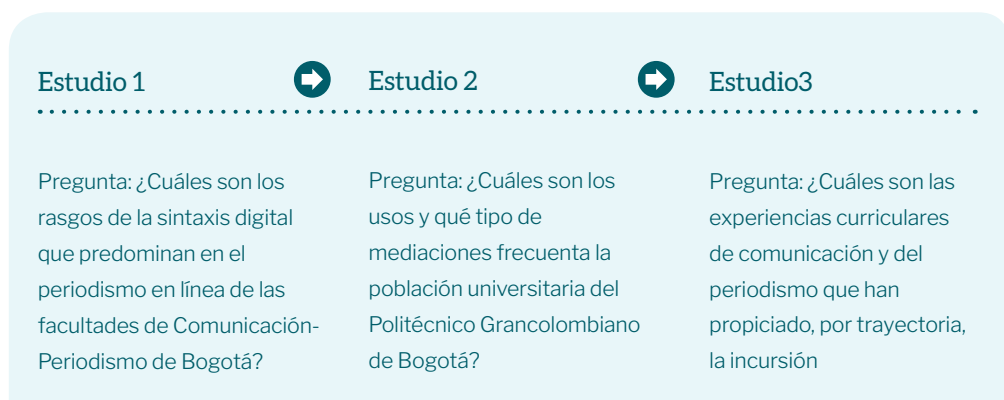 Estudio 1
Pregunta: ¿Cuáles son los
rasgos de la sintaxis digital
que predominan en el
periodismo en línea de las
facultades de Comunicación-
Periodismo de Bogotá?
Estudio 2
Pregunta: ¿Cuáles son los
usos y qué tipo de
mediaciones frecuenta la
población universitaria del
Politécnico Grancolombiano
de Bogotá?
Estudio3
Pregunta: ¿Cuáles son las
experiencias curriculares
de comunicación y del
periodismo que han
propiciado, por trayectoria,
la incursión